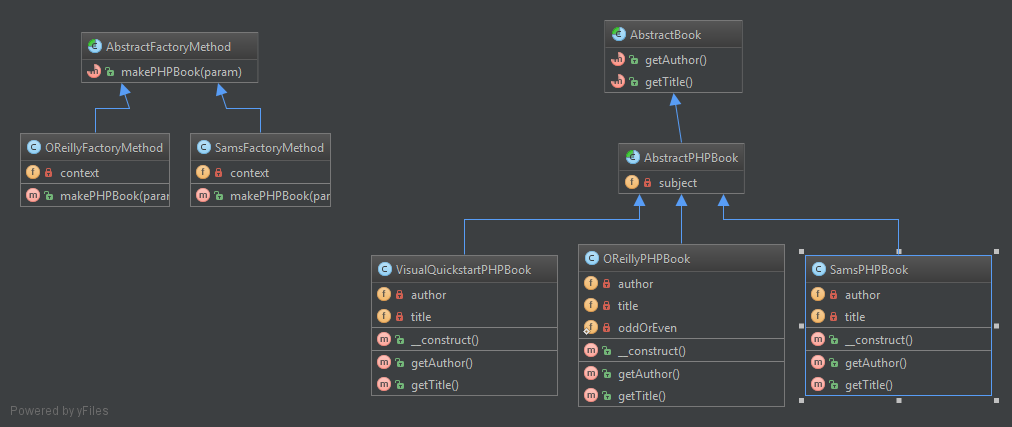 AbstractFactoryMethod
makePHPBook(param)
OReillyFactoryMethod
context
makePHPBook(para
SamsFactoryMethod
context
makePHPBook(para
AbstractBook
getAuthor()
getTitle()
AbstractPHPBook
subject
VisualQuickstartPHPBook
author
title
__construct()
getAuthor()
getTitle()
OReillyPHPBook
author
title
oddOrEven
__construct()
getAuthor()
getTitle()
SamsPHPBook
author
title
__construct()
getAuthor()
getTitle()
Powered by yFiles